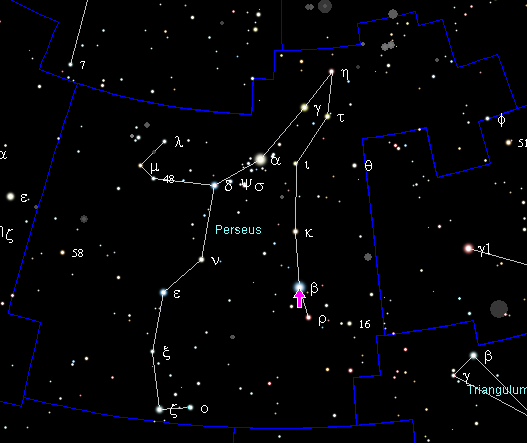 7
η
γ
τ
φ
λ
α
51
α
μ
ι
θ
48
δ
ψ
σ
ε
Perseus
κ
η
ζ
γ1
58
ν
β
ε
ρ
16
ξ
β
γ
Triangulum
ζ
ο